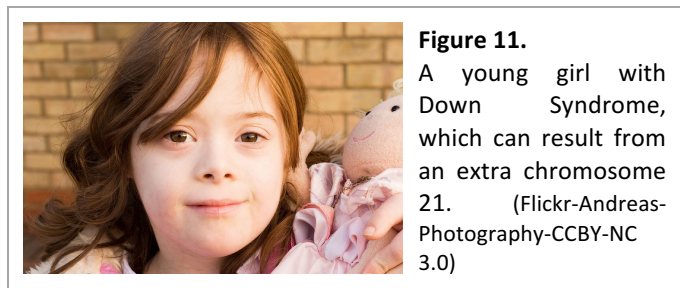 Figure 11.
A young girl with
Down Syndrome,
which can result from
an extra chromosome
21. (Flickr-Andreas-
Photography-CCBY-NC
3.0)